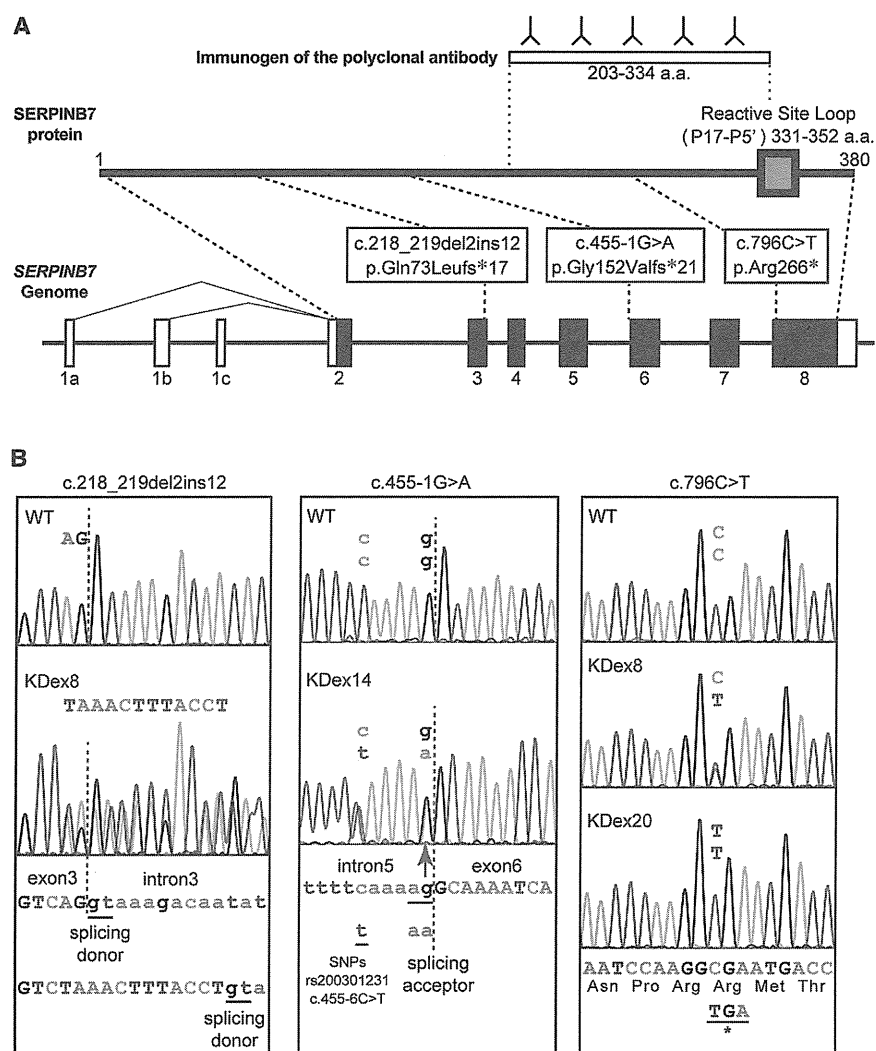 A
Immunogen of the polyclonal antibody
203-334 a.a.
SERPINB7
protein
Reactive Site Loop
(P17-P5') 331-352 a.a.
1
380
c.218_219del2ins12
p.Gln73Leufs*17
c.455-1G>A
p.Gly152Valfs*21
c.796C>T
p.Arg266*
SERPINB7
Genome
1a
1b
1c
2
3
4
5
6
7
8
B
c.218_219del2ins12
WT
AG
KDex8
TAAACTTTACCT
exon3
intron3
GTCAGgtaaagacaatat
splicing
donor
GTCTAAACTTTACCTgta
splicing
donor
c.455-1G>A
WT
c
g
c
g
KDex14
c
g
t
a
intron5
exon6
ttttcaaaagGCAAAATCA
t
aa
SNPs
rs200301231
c.455-6C>T
splicing
acceptor
c.796C>T
WT
C
C
KDex8
C
T
KDex20
T
T
AATCCAAGGCGAATGACC
Asn Pro Arg Arg Met Thr
TGA
*